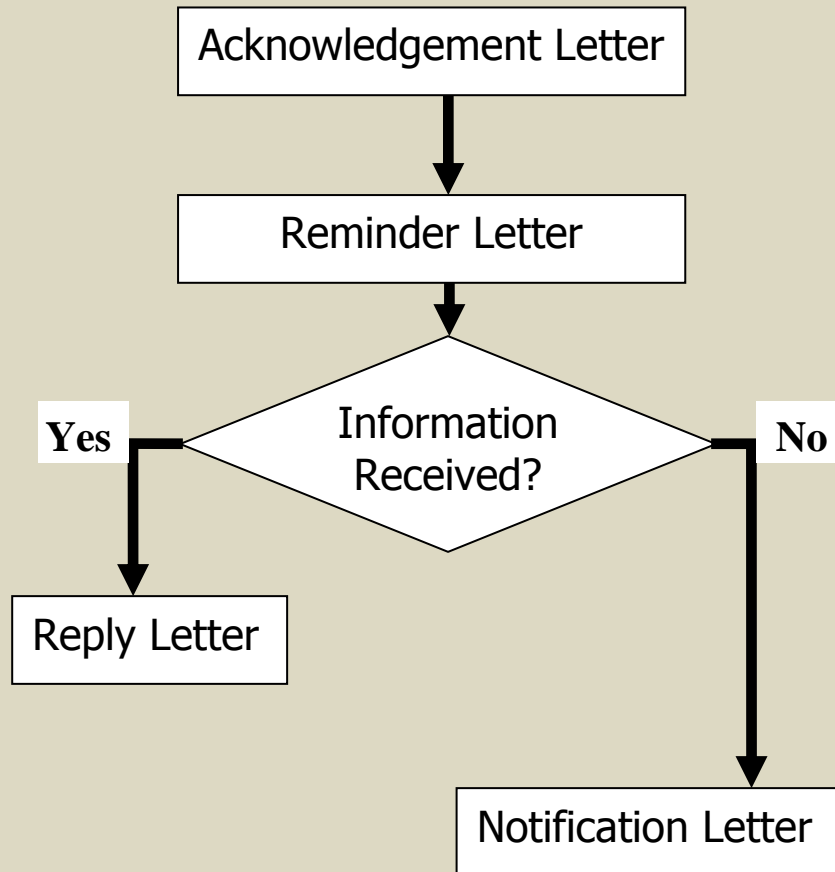 Acknowledgement Letter
Reminder Letter
Information
Received?
Yes
No
Reply Letter
Notification Letter